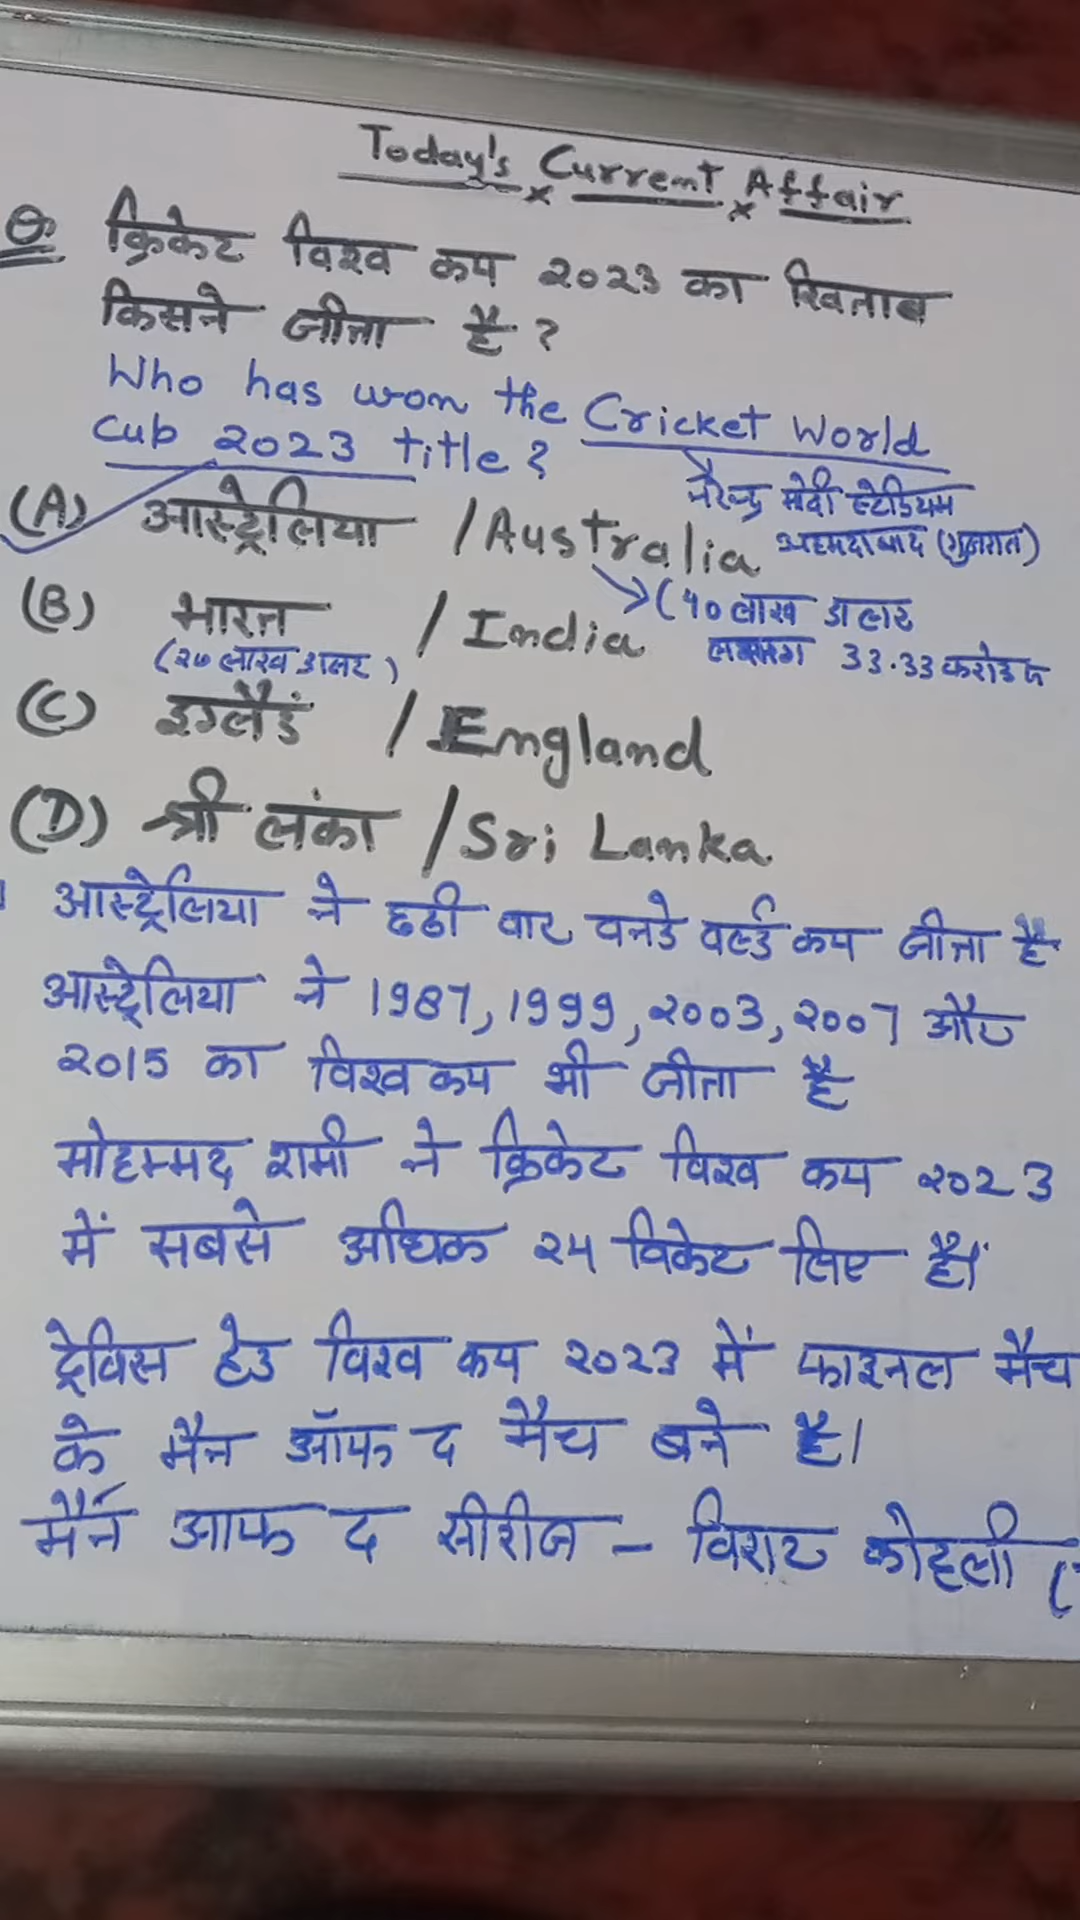 Today's Current Affair
Q. क्रिकेट विश्व कप 2023 का खिताब
किसने जीता है ?
Who has won the Cricket World
Cub 2023 title ?
नरेन्द्र मोदी स्टेडियम
अहमदाबाद (गुजरात)
(A) आस्ट्रेलिया / Australia
(40 लाख डालर
लगभग 33.33 करोड
(B) भारत / India
(20 लाख डालर)
(C) इंग्लैडं / England
(D) श्री लंका / Sri Lanka
आस्ट्रेलिया ने छठी बार वनडे वर्ल्ड कप जीता है
आस्ट्रेलिया ने 1987, 1999, 2003, 2007 और
2015 का विश्व कप भी जीता है
मोहम्मद शमी ने क्रिकेट विश्व कप 2023
में सबसे अधिक 24 विकेट लिए हैं।
ट्रेविस हेड विश्व कप 2023 में फाइनल मैच
के मैन ऑफ द मैच बने है।
मैन आफ द सीरीज - विराट कोहली (